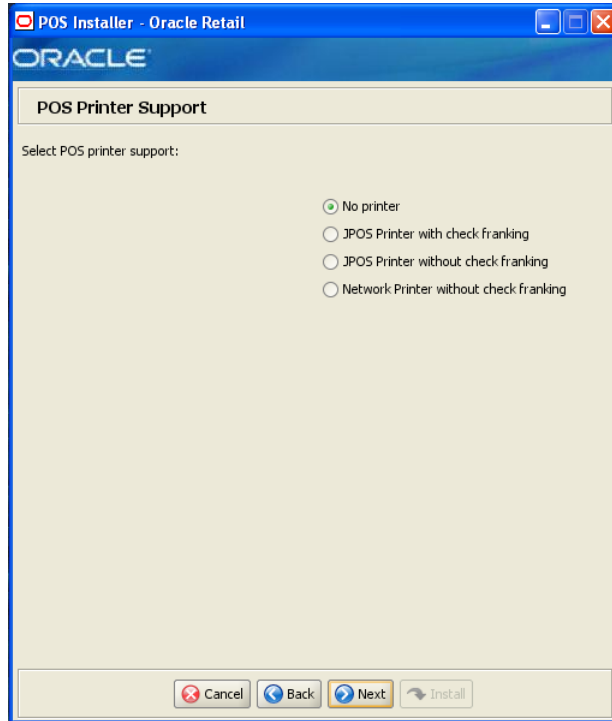 POS Installer - Oracle Retail
ORACLE
POS Printer Support
Select POS printer support:
No printer
JPOS Printer with check franking
JPOS Printer without check franking
Network Printer without check franking
Cancel Back Next Install